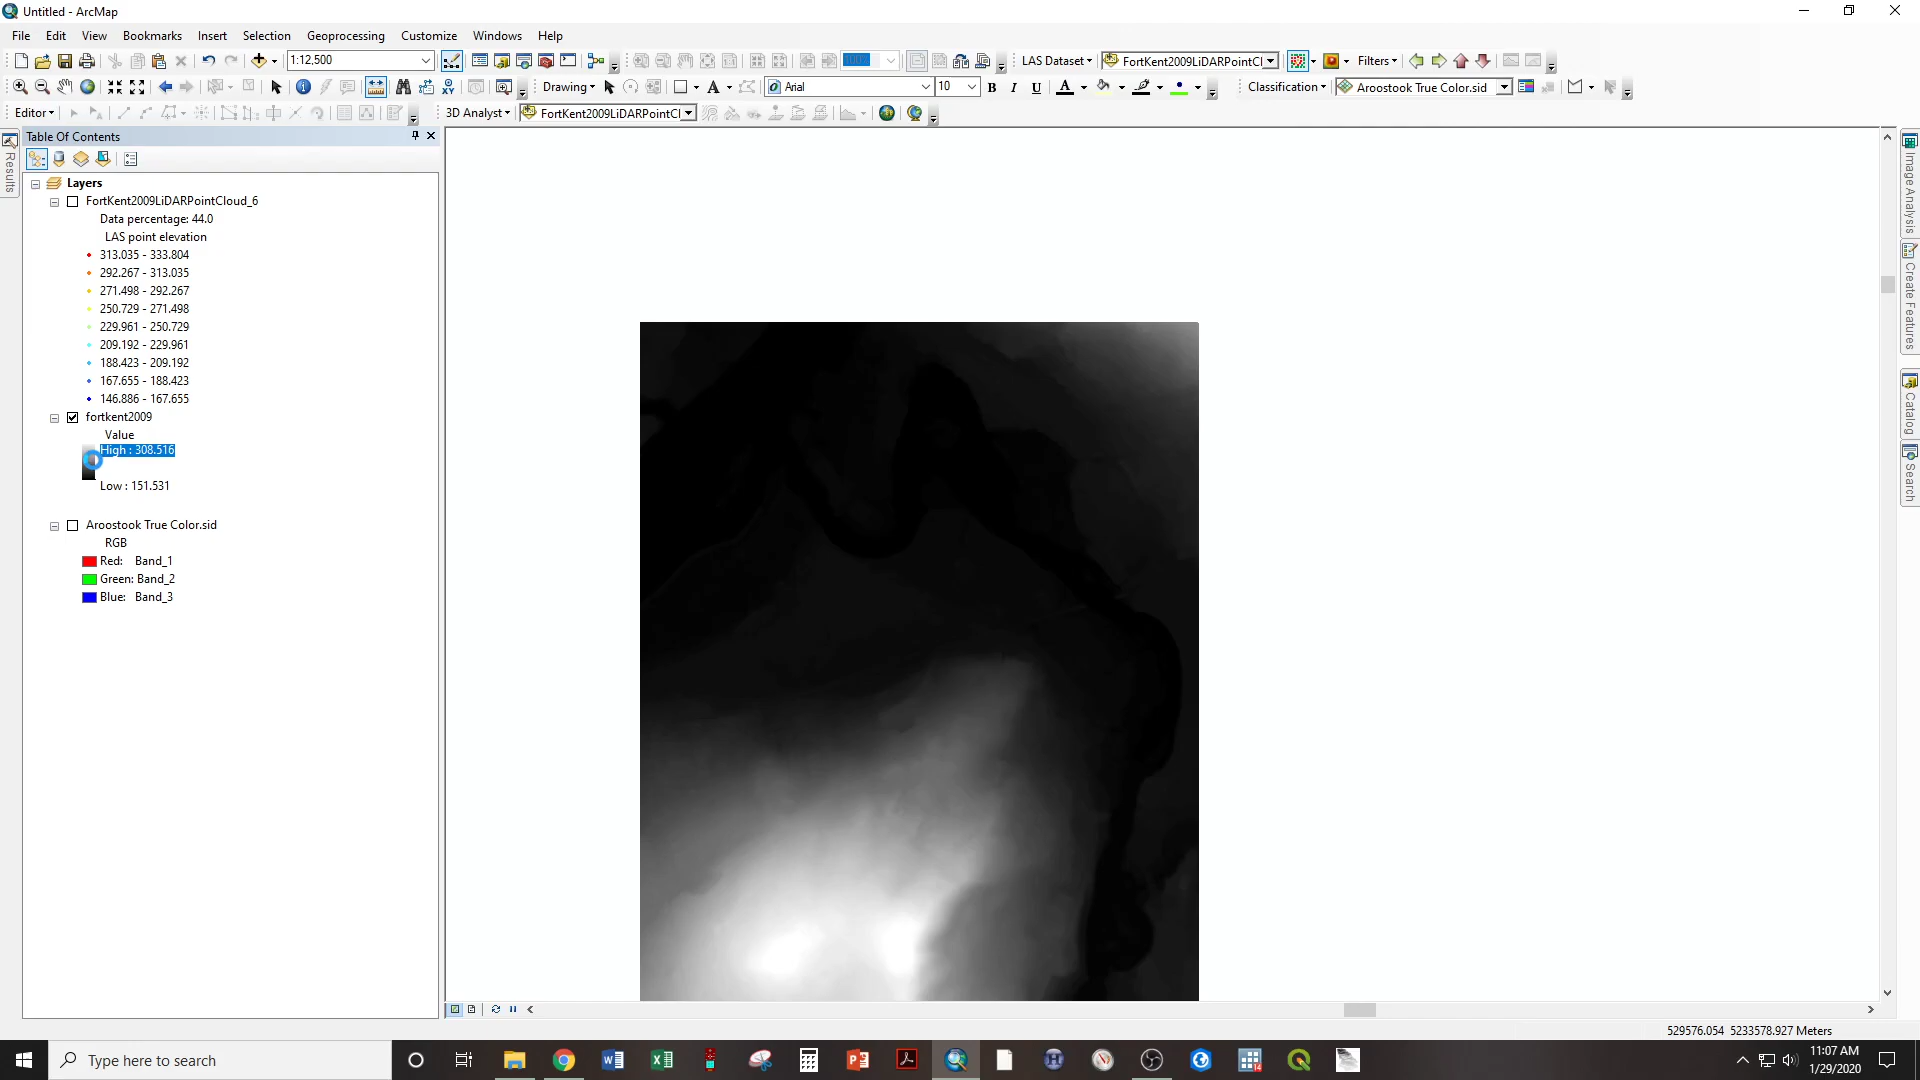 Untitled - ArcMap
File Edit View Bookmarks Insert Selection Geoprocessing Customize Windows Help
1:12,500
100%
LAS Dataset
FortKent2009LiDARPointCl
Filters
Drawing
Arial
10
B I U A
Classification
Aroostook True Color.sid
Editor
3D Analyst
FortKent2009LiDARPointCl
Table Of Contents
Results
Layers
FortKent2009LiDARPointCloud_6
Data percentage: 44.0
LAS point elevation
313.035 - 333.804
292.267 - 313.035
271.498 - 292.267
250.729 - 271.498
229.961 - 250.729
209.192 - 229.961
188.423 - 209.192
167.655 - 188.423
146.886 - 167.655
fortkent2009
Value
High : 308.516
Low : 151.531
Aroostook True Color.sid
RGB
Red: Band_1
Green: Band_2
Blue: Band_3
Image Analysis
Create Features
Catalog
Search
529576.054 5233578.927 Meters
Type here to search
11:07 AM
1/29/2020